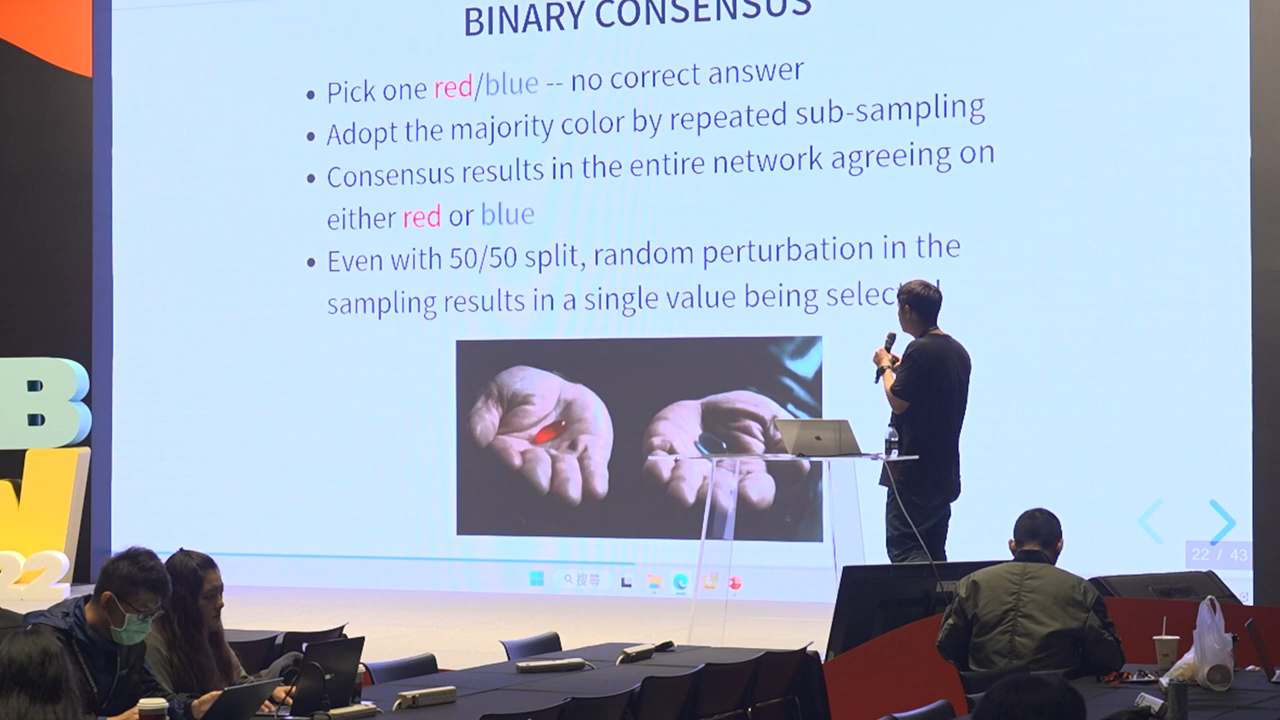 BINARY CONSENSUS
• Pick one red/blue -- no correct answer
• Adopt the majority color by repeated sub-sampling
• Consensus results in the entire network agreeing on
either red or blue
• Even with 50/50 split, random perturbation in the
sampling results in a single value being selected
22 / 43
搜尋
B
W
22